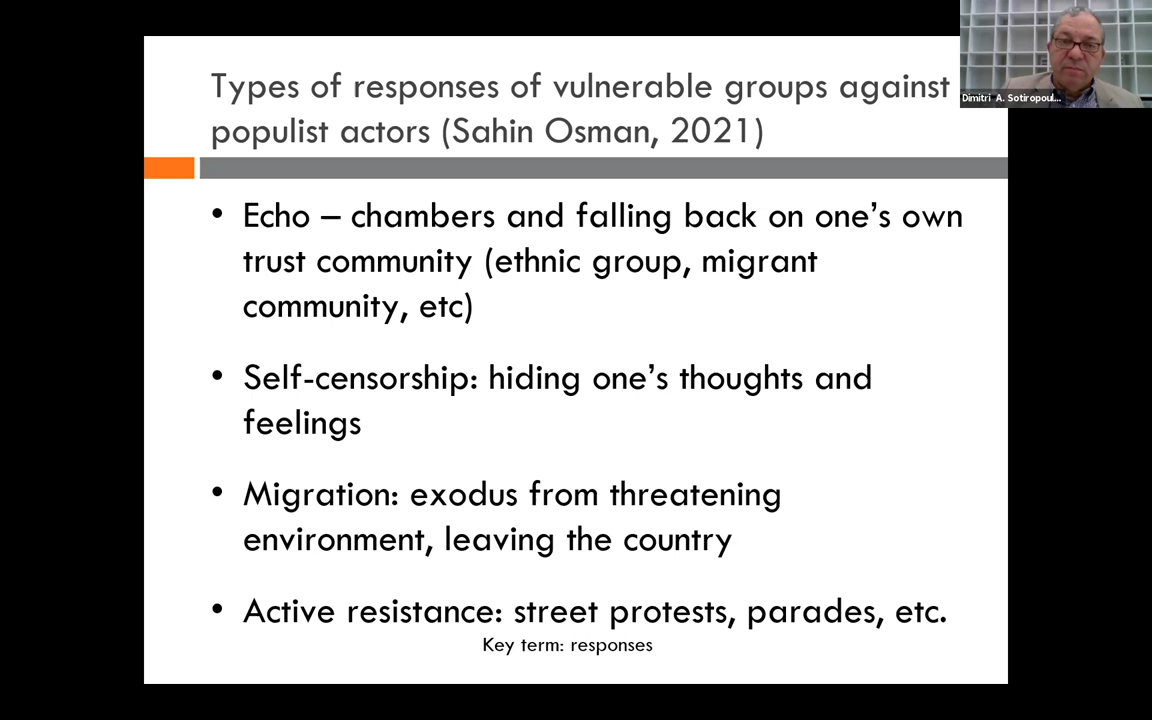 Types of responses of vulnerable groups against
populist actors (Sahin Osman, 2021)
Dimitri A. Sotiropoul...
• Echo – chambers and falling back on one’s own
trust community (ethnic group, migrant
community, etc)
• Self-censorship: hiding one’s thoughts and
feelings
• Migration: exodus from threatening
environment, leaving the country
• Active resistance: street protests, parades, etc.
Key term: responses